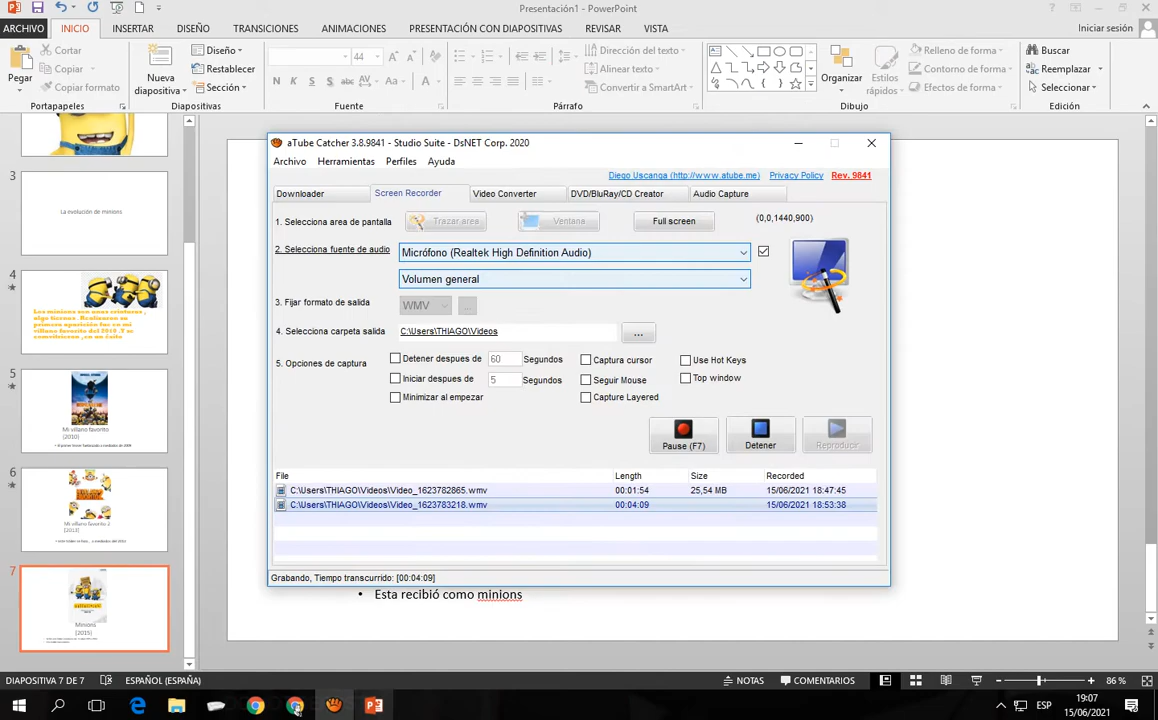 Presentación1 - PowerPoint
ARCHIVO INICIO INSERTAR DISEÑO TRANSICIONES ANIMACIONES PRESENTACIÓN CON DIAPOSITIVAS REVISAR VISTA Iniciar sesión
Pegar
Cortar
Copiar
Copiar formato
Portapapeles
Nueva diapositiva
Diseño
Restablecer
Sección
Diapositivas
44
N K S S abc AV Aa A
Fuente
Dirección del texto
Alinear texto
Convertir a SmartArt
Párrafo
Organizar
Estilos rápidos
Relleno de forma
Contorno de forma
Efectos de forma
Dibujo
Buscar
Reemplazar
Seleccionar
Edición
3
La evolución de minions
4
5
Mi villano favorito
(2010)
6
Mi villano favorito 2
(2013)
7
Minions
(2015)
aTube Catcher 3.8.9841 - Studio Suite - DsNET Corp. 2020
Archivo Herramientas Perfiles Ayuda
Diego Uscanga (http://www.atube.me) Privacy Policy Rev. 9841
Downloader Screen Recorder Video Converter DVD/BluRay/CD Creator Audio Capture
1. Selecciona area de pantalla Trazar area Ventana Full screen (0,0,1440,900)
2. Selecciona fuente de audio Micrófono (Realtek High Definition Audio)
Volumen general
3. Fijar formato de salida WMV ...
4. Selecciona carpeta salida C:\Users\THIAGO\Videos ...
5. Opciones de captura
Detener despues de 60 Segundos Captura cursor Use Hot Keys
Iniciar despues de 5 Segundos Seguir Mouse Top window
Minimizar al empezar Capture Layered
Pause (F7) Detener Reproducir
File Length Size Recorded
C:\Users\THIAGO\Videos\Video_1623782865.wmv 00:01:54 25,54 MB 15/06/2021 18:47:45
C:\Users\THIAGO\Videos\Video_1623783218.wmv 00:04:09 15/06/2021 18:53:38
Grabando, Tiempo transcurrido: [00:04:09]
• Esta recibió como minions
DIAPOSITIVA 7 DE 7 ESPAÑOL (ESPAÑA) NOTAS COMENTARIOS 86 %
ESP 19:07
15/06/2021